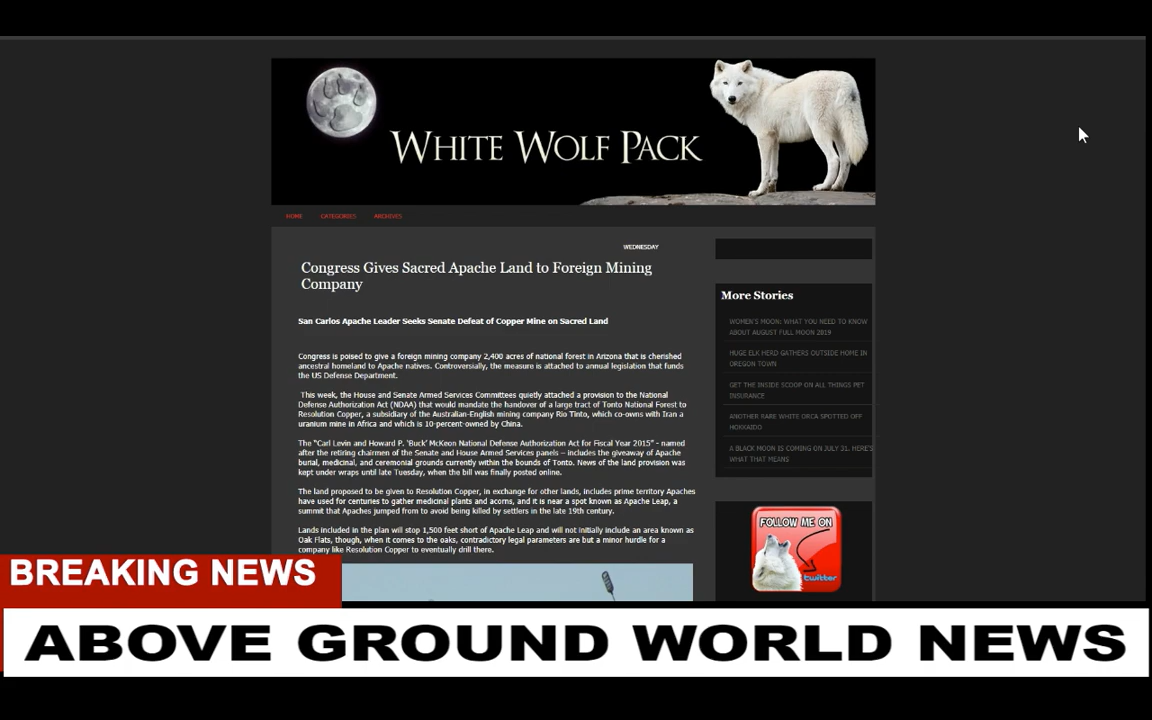 WHITE WOLF PACK
HOME CATEGORIES ARCHIVES
WEDNESDAY
Congress Gives Sacred Apache Land to Foreign Mining
Company
San Carlos Apache Leader Seeks Senate Defeat of Copper Mine on Sacred Land
Congress is poised to give a foreign mining company 2,400 acres of national forest in Arizona that is cherished
ancestral homeland to Apache natives. Controversially, the measure is attached to annual legislation that funds
the US Defense Department.
This week, the House and Senate Armed Services Committees quietly attached a provision to the National
Defense Authorization Act (NDAA) that would mandate the handover of a large tract of Tonto National Forest to
Resolution Copper, a subsidiary of the Australian-English mining company Rio Tinto, which co-owns with Iran a
uranium mine in Africa and which is 10-percent-owned by China.
The "Carl Levin and Howard P. 'Buck' McKeon National Defense Authorization Act for Fiscal Year 2015" - named
after the retiring chairmen of the Senate and House Armed Services panels – includes the giveaway of Apache
burial, medicinal, and ceremonial grounds currently within the bounds of Tonto. News of the land provision was
kept under wraps until late Tuesday, when the bill was finally posted online.
The land proposed to be given to Resolution Copper, in exchange for other lands, includes prime territory Apaches
have used for centuries to gather medicinal plants and acorns, and it is near a spot known as Apache Leap, a
summit that Apaches jumped from to avoid being killed by settlers in the late 19th century.
Lands included in the plan will stop 1,500 feet short of Apache Leap and will not initially include an area known as
Oak Flats, though, when it comes to the oaks, contradictory legal parameters are but a minor hurdle for a
company like Resolution Copper to eventually drill there.
More Stories
WOMEN'S MOON: WHAT YOU NEED TO KNOW
ABOUT AUGUST FULL MOON 2019
HUGE ELK HERD GATHERS OUTSIDE HOME IN
OREGON TOWN
GET THE INSIDE SCOOP ON ALL THINGS PET
INSURANCE
ANOTHER RARE WHITE ORCA SPOTTED OFF
HOKKAIDO
A BLACK MOON IS COMING ON JULY 31, HERE'S
WHAT THAT MEANS
FOLLOW ME ON
twitter
BREAKING NEWS
ABOVE GROUND WORLD NEWS